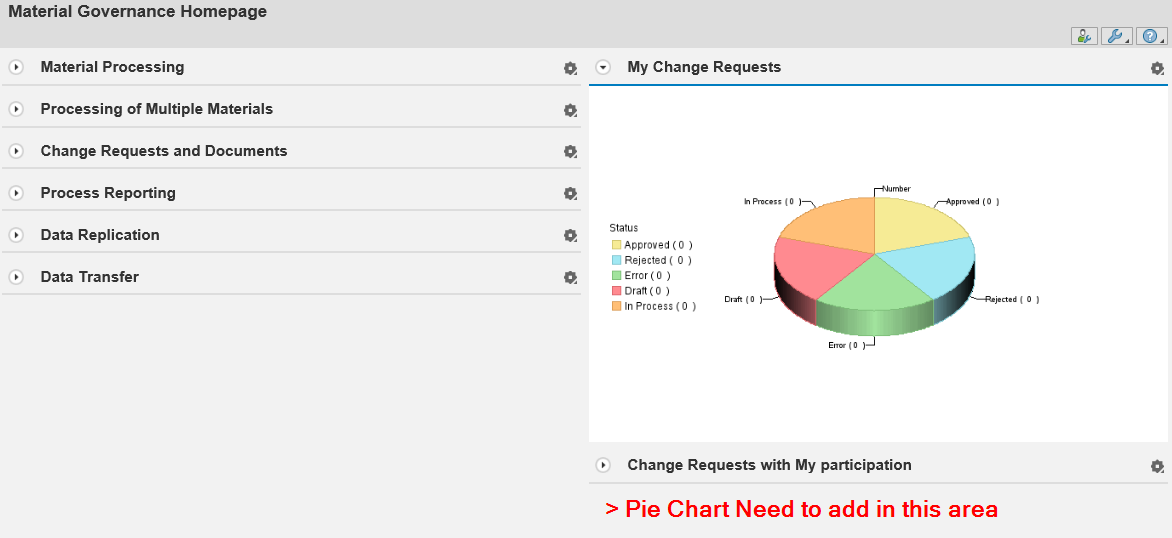 Material Governance Homepage
Material Processing
Processing of Multiple Materials
Change Requests and Documents
Process Reporting
Data Replication
Data Transfer
My Change Requests
Number
In Process ( 0 )
Approved ( 0 )
Status
Approved ( 0 )
Rejected ( 0 )
Error ( 0 )
Draft ( 0 )
In Process ( 0 )
Draft ( 0 )
Rejected ( 0 )
Error ( 0 )
Change Requests with My participation
> Pie Chart Need to add in this area